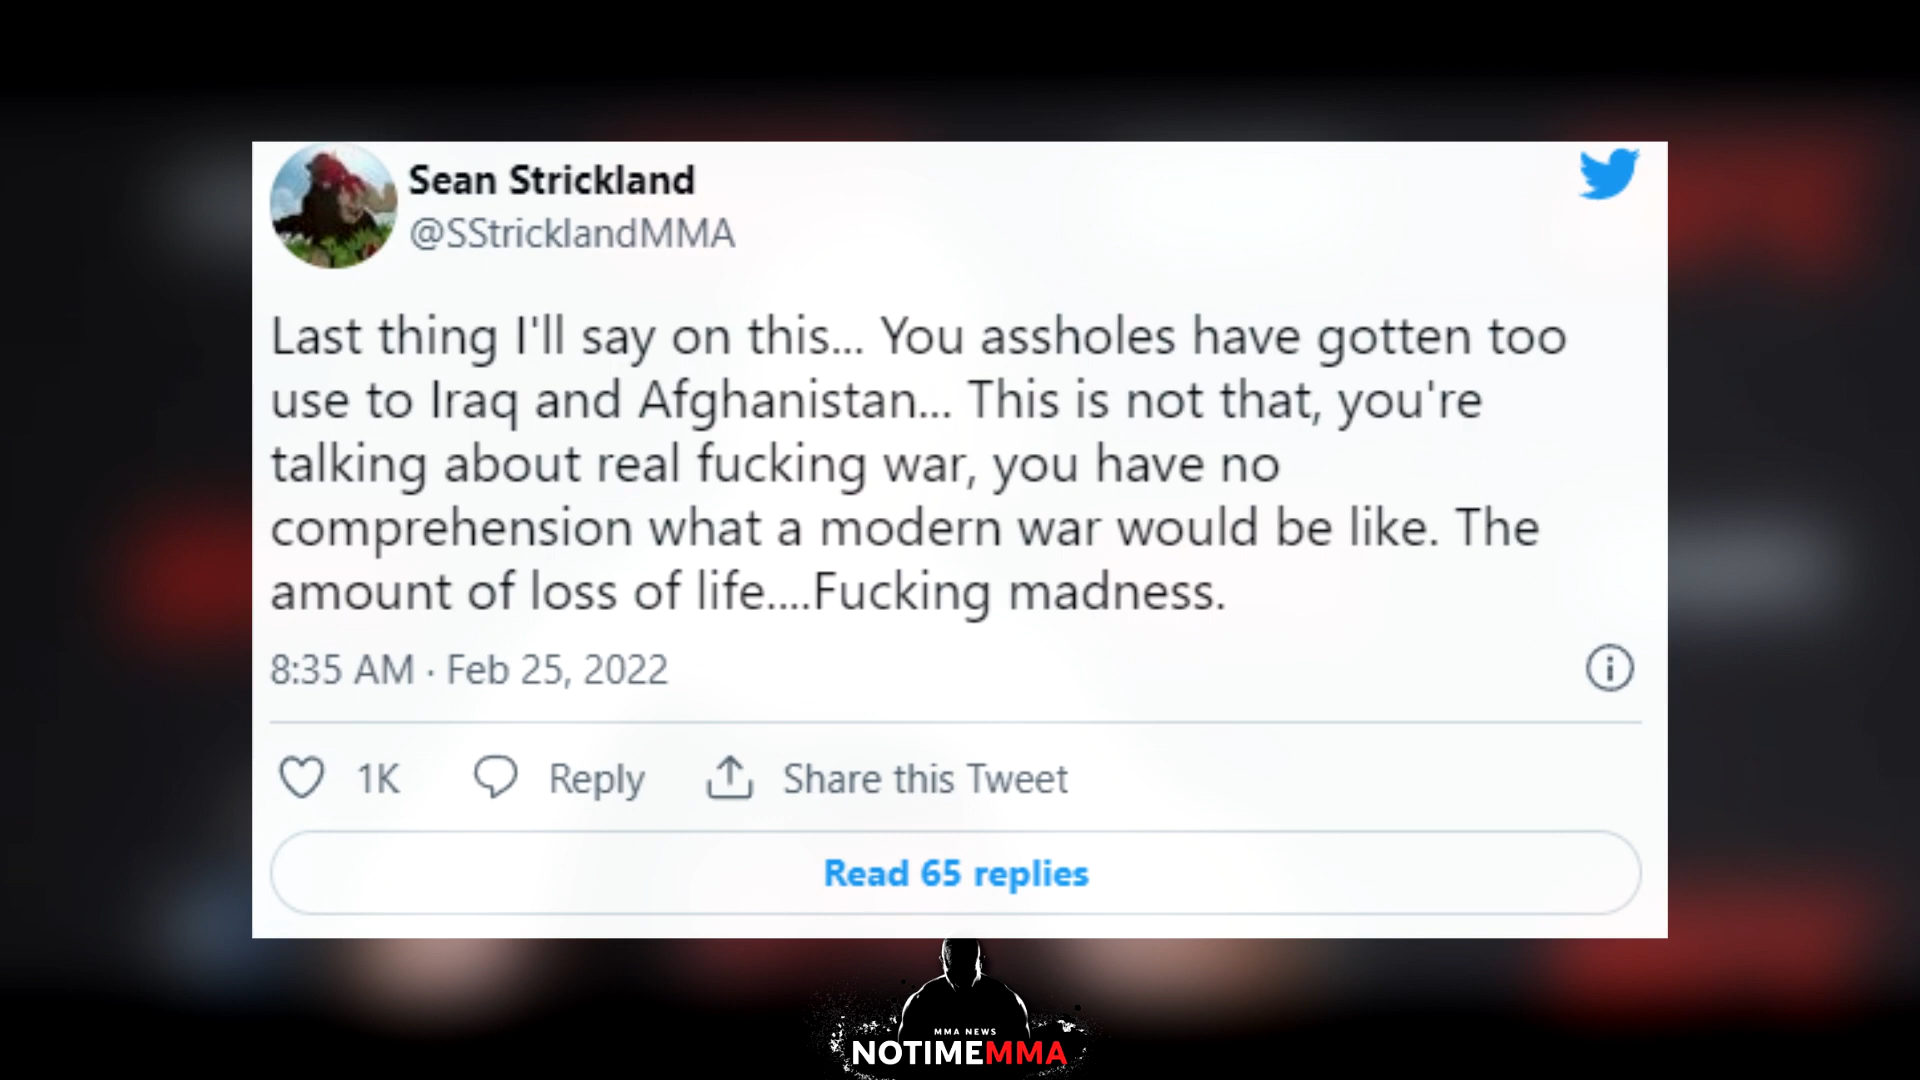 Sean Strickland
@SStricklandMMA
Last thing I'll say on this... You assholes have gotten too
use to Iraq and Afghanistan... This is not that, you're
talking about real fucking war, you have no
comprehension what a modern war would be like. The
amount of loss of life....Fucking madness.
8:35 AM · Feb 25, 2022
1K Reply Share this Tweet
Read 65 replies
MMA NEWS
NOTIMEMMA